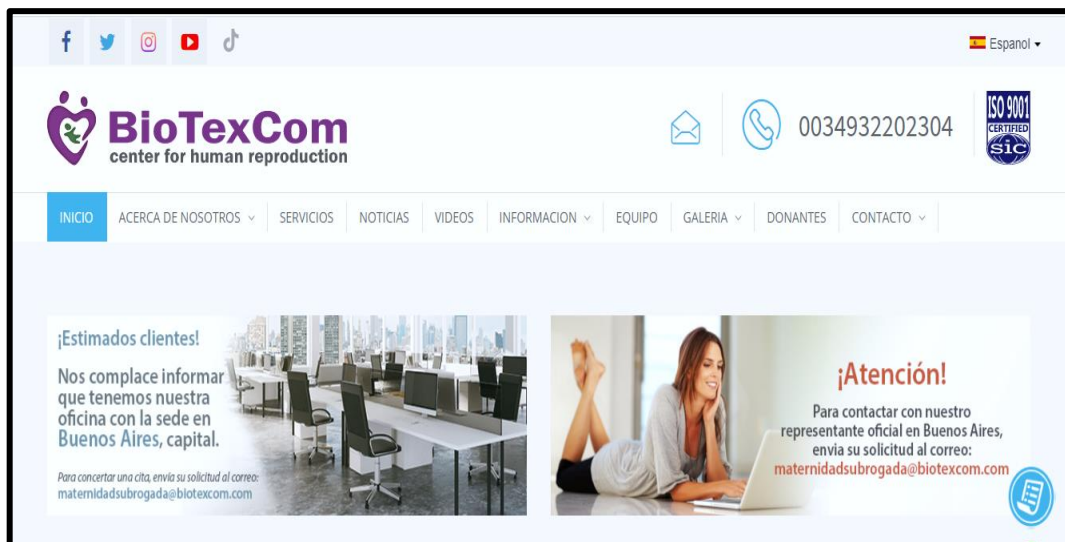 Espanol
BioTexCom
center for human reproduction
0034932202304
ISO 9001
CERTIFIED
SIC
INICIO
ACERCA DE NOSOTROS
SERVICIOS
NOTICIAS
VIDEOS
INFORMACION
EQUIPO
GALERIA
DONANTES
CONTACTO
¡Estimados clientes!
Nos complace informar
que tenemos nuestra
oficina con la sede en
Buenos Aires, capital.
Para concertar una cita, envia su solicitud al correo:
maternidadsubrogada@biotexcom.com
¡Atención!
Para contactar con nuestro
representante oficial en Buenos Aires,
envia su solicitud al correo:
maternidadsubrogada@biotexcom.com